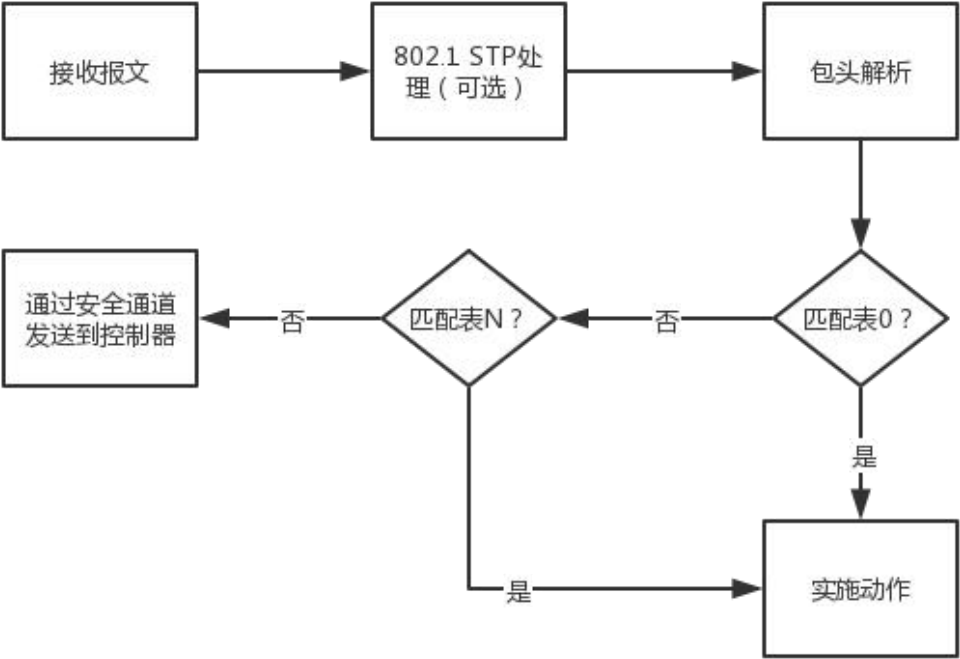 接收报文
802.1 STP处
理（可选）
包头解析
匹配表0？
否
匹配表N？
否
通过安全通道
发送到控制器
是
是
实施动作